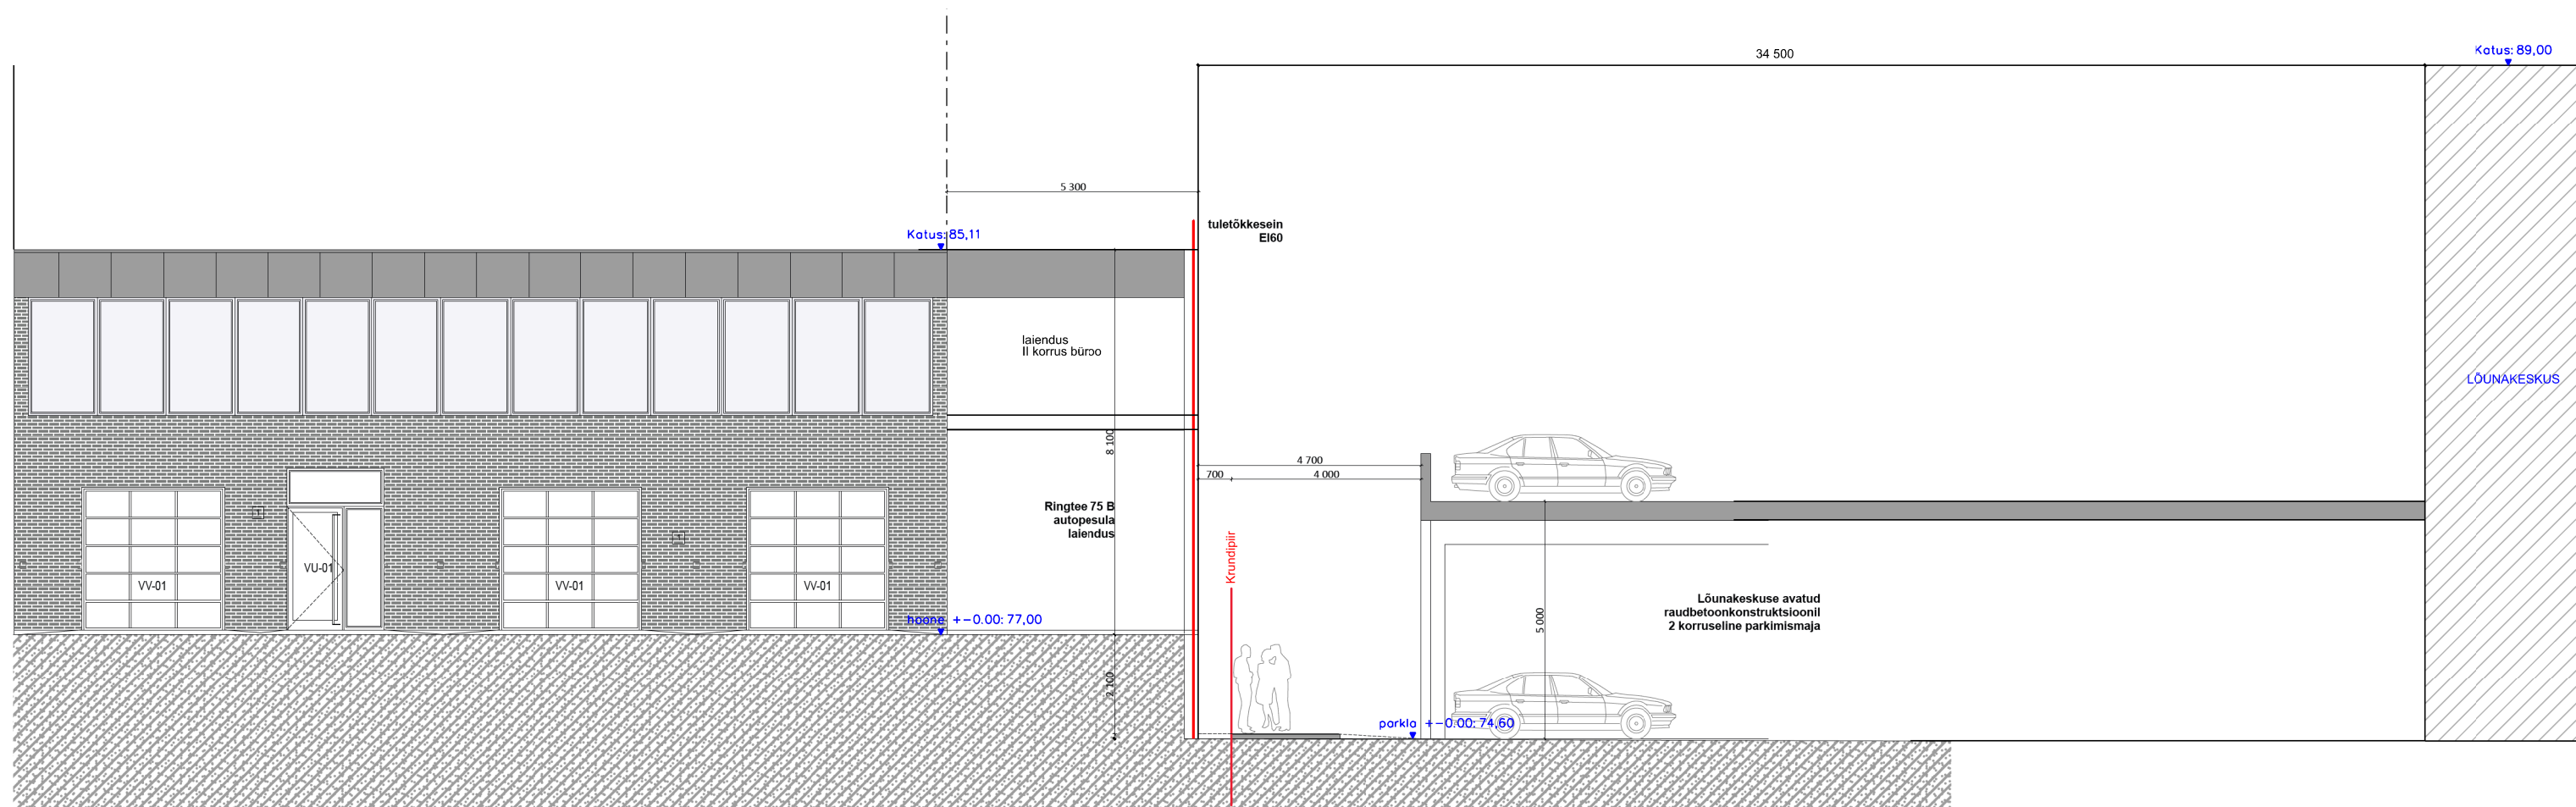 34 500
Katus: 89,00
5 300
tuletõkkesein
EI60
Katus: 85,11
laiendus
II korrus büroo
LÕUNAKESKUS
8 100
4 700
700
4 000
Ringtee 75 B
autopesula
laiendus
Krundipiir
VU-01
VV-01
VV-01
VV-01
Lõunakeskuse avatud
raudbetoonkonstruktsioonil
2 korruseline parkimismaja
5 000
hoone +-0.00: 77,00
2 100
parkla +-0.00: 74,60